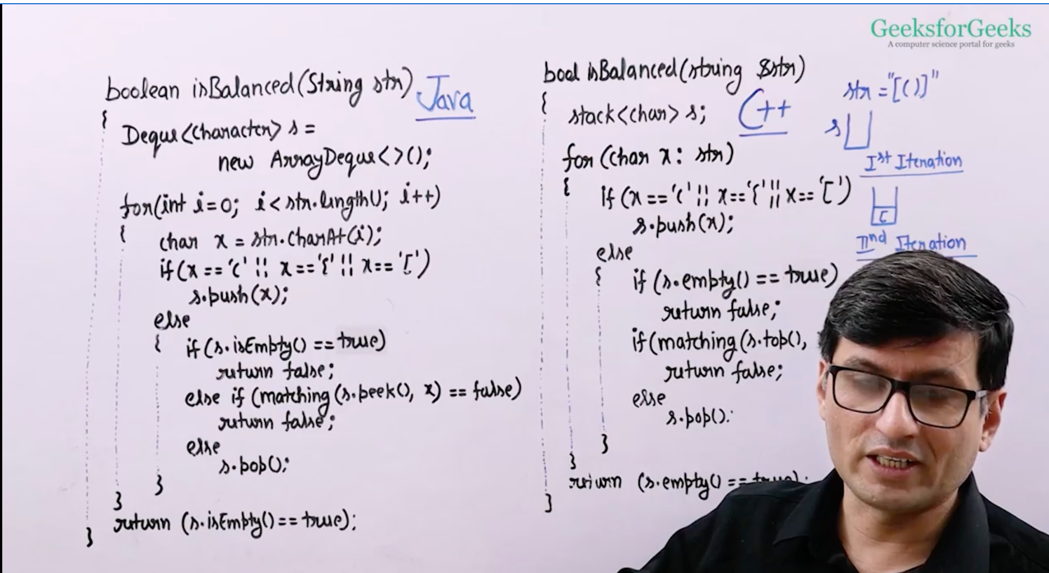 GeeksforGeeks
A computer science portal for geeks
boolean isBalanced(String str)
Java
{
Deque<Character> s =
new ArrayDeque<>();
for(int i=0; i<str.length(); i++)
{
char x = str.charAt(i);
if(x=='(' || x=='{' || x=='[')
s.push(x);
else
{
if(s.isEmpty()==true)
return false;
else if (matching(s.peek(), x) == false)
return false;
else
s.pop();
}
}
return (s.isEmpty()==true);
}
bool isBalanced(string &str)
{
stack<char> s;
C++
for (char x: str)
{
if(x=='(' || x=='{' || x=='[')
s.push(x);
else
{
if (s.empty() == true)
return false;
if(matching(s.top(),
return false;
else
s.pop();
}
}
return (s.empty() == true);
}
str = "[()]"
s
Ist Iteration
[
IInd Iteration